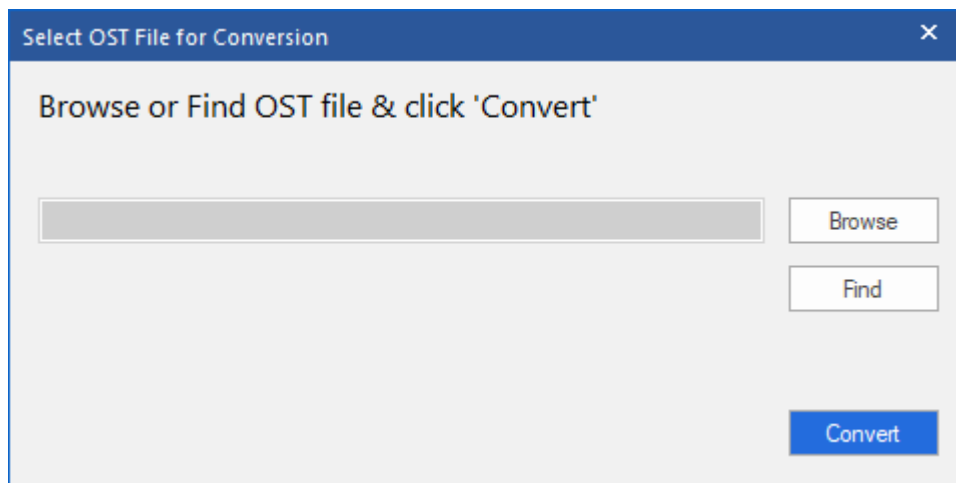 Select OST File for Conversion
Browse or Find OST file & click 'Convert'
Browse
Find
Convert